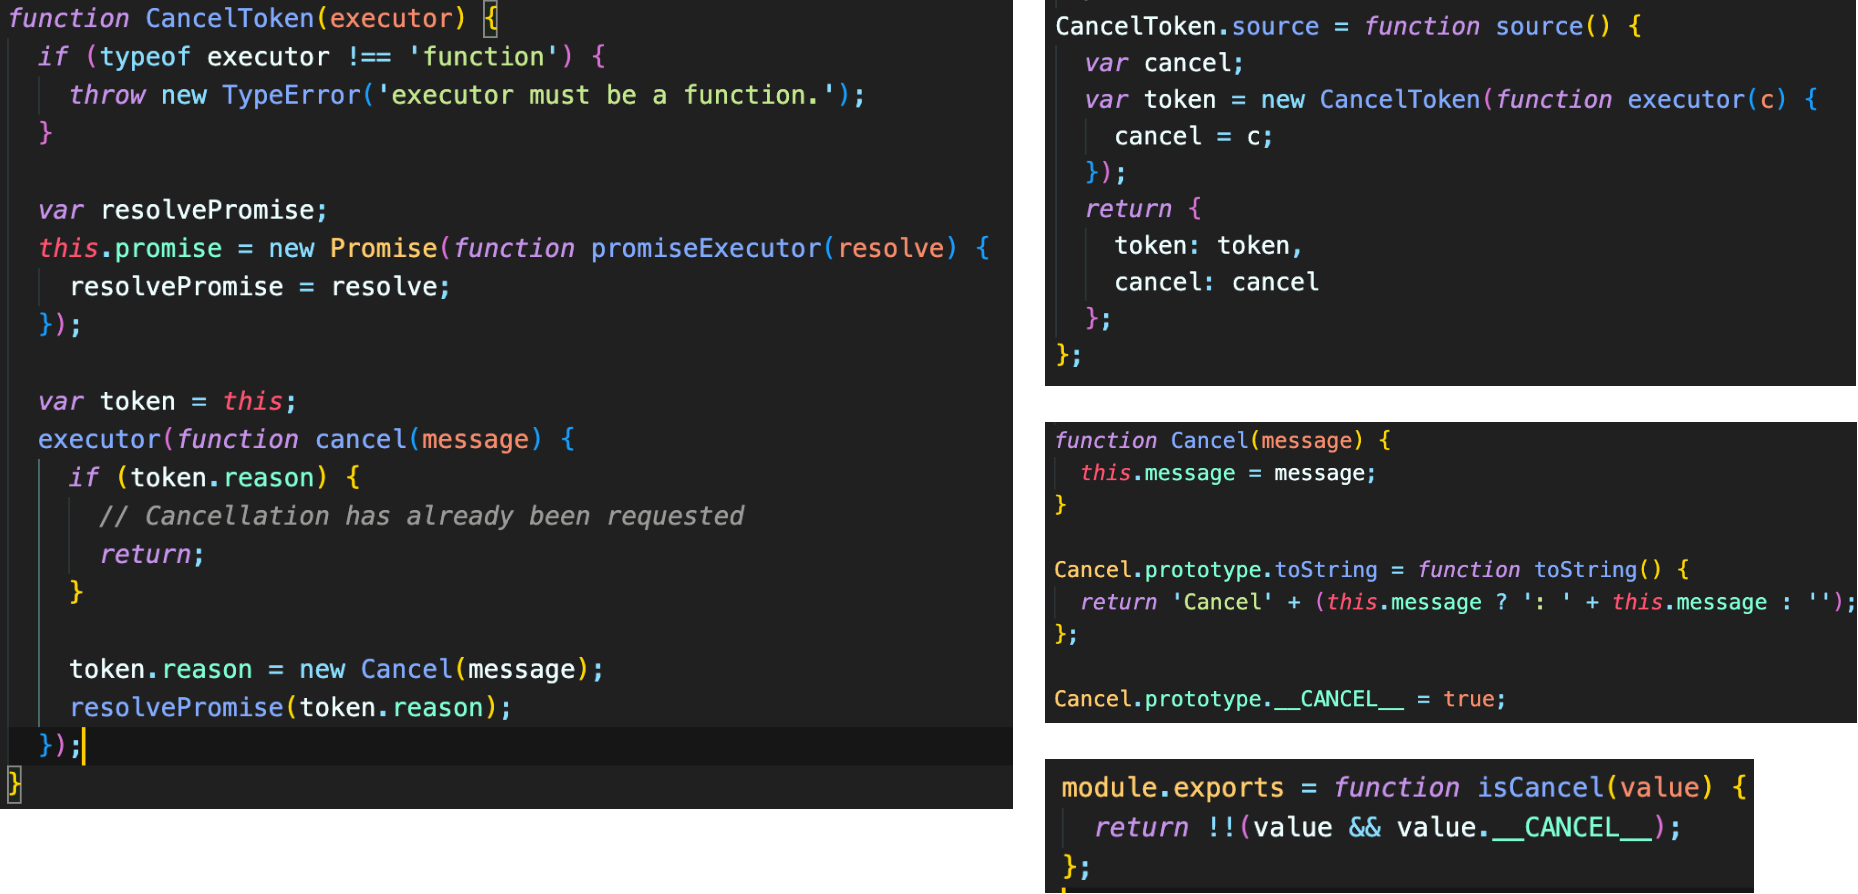 function CancelToken(executor) {
  if (typeof executor !== 'function') {
    throw new TypeError('executor must be a function.');
  }

  var resolvePromise;
  this.promise = new Promise(function promiseExecutor(resolve) {
    resolvePromise = resolve;
  });

  var token = this;
  executor(function cancel(message) {
    if (token.reason) {
      // Cancellation has already been requested
      return;
    }

    token.reason = new Cancel(message);
    resolvePromise(token.reason);
  });
}
CancelToken.source = function source() {
  var cancel;
  var token = new CancelToken(function executor(c) {
    cancel = c;
  });
  return {
    token: token,
    cancel: cancel
  };
};
function Cancel(message) {
  this.message = message;
}

Cancel.prototype.toString = function toString() {
  return 'Cancel' + (this.message ? ': ' + this.message : '');
};

Cancel.prototype.__CANCEL__ = true;
module.exports = function isCancel(value) {
  return !!(value && value.__CANCEL__);
};